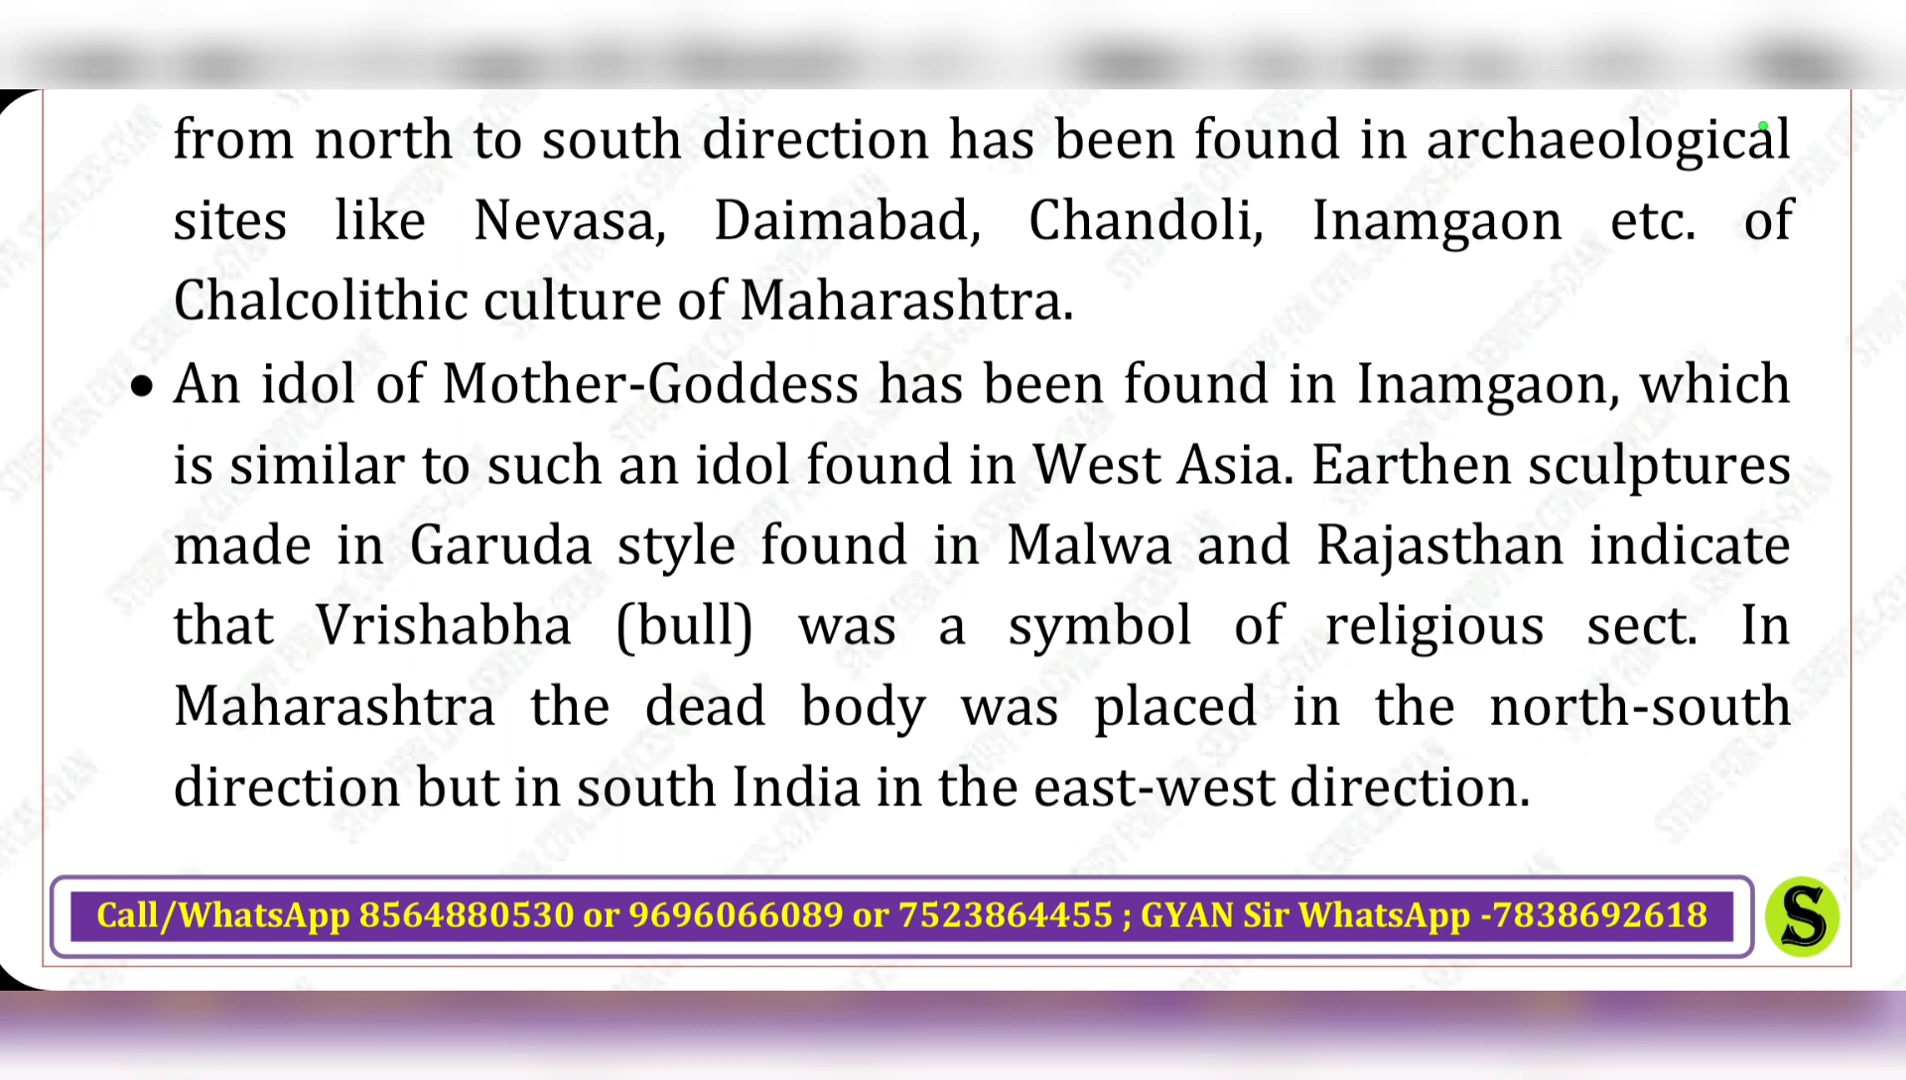 from north to south direction has been found in archaeological
sites like Nevasa, Daimabad, Chandoli, Inamgaon etc. of
Chalcolithic culture of Maharashtra.
• An idol of Mother-Goddess has been found in Inamgaon, which
is similar to such an idol found in West Asia. Earthen sculptures
made in Garuda style found in Malwa and Rajasthan indicate
that Vrishabha (bull) was a symbol of religious sect. In
Maharashtra the dead body was placed in the north-south
direction but in south India in the east-west direction.
Call/WhatsApp 8564880530 or 9696066089 or 7523864455 ; GYAN Sir WhatsApp -7838692618
S